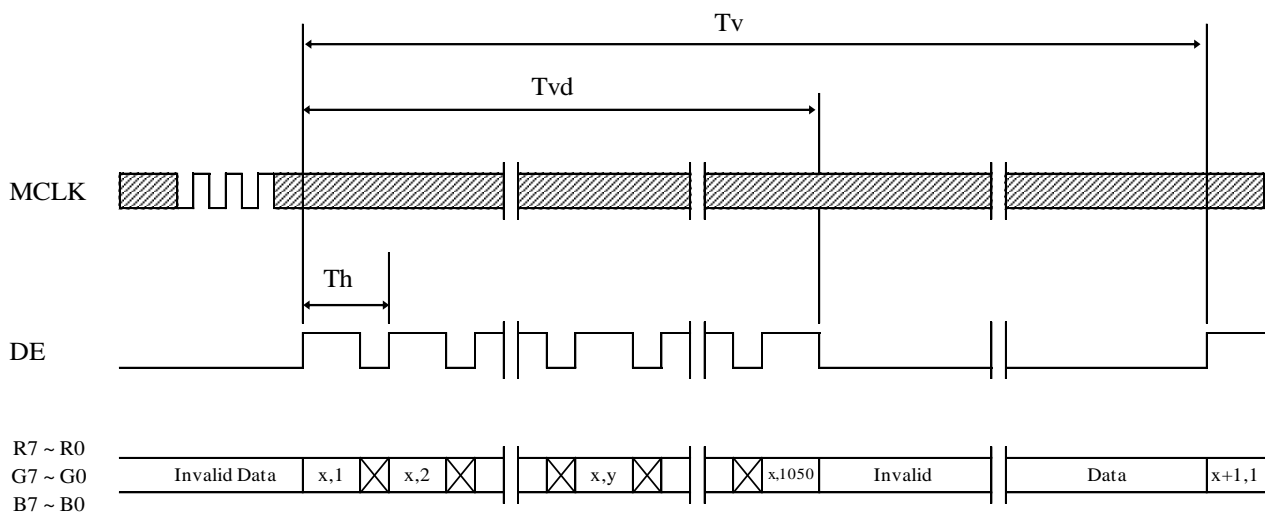 Tv
Tvd
MCLK
Th
DE
R7 ~ R0
G7 ~ G0
B7 ~ B0
Invalid Data
x,1
x,2
x,y
x,1050
Invalid
Data
x+1,1